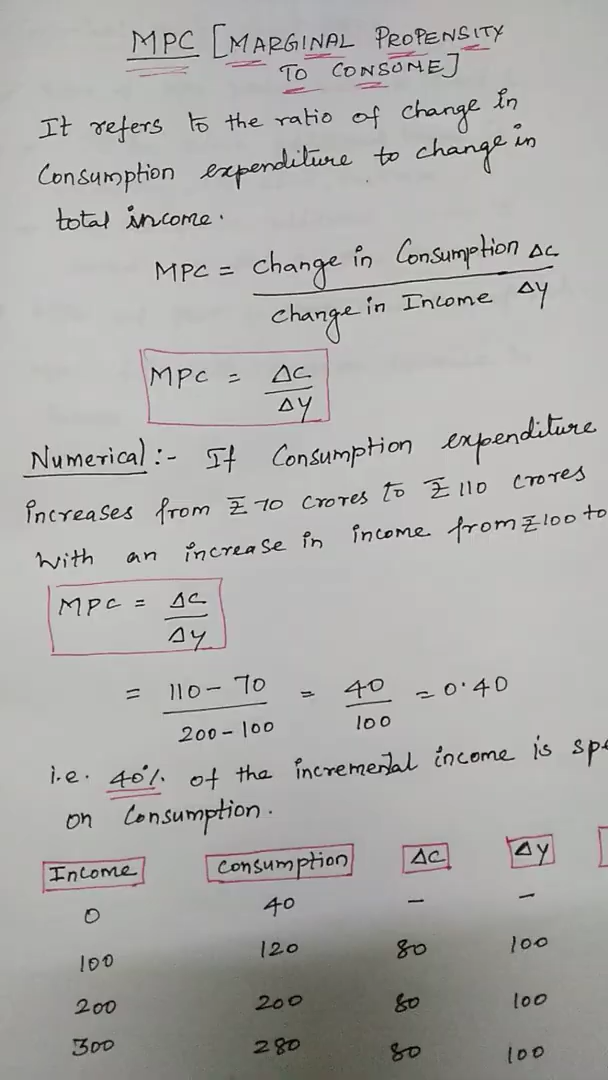 MPC [MARGINAL PROPENSITY
TO CONSUME]
It refers to the ratio of change in
Consumption expenditure to change in
total income.
MPC = change in Consumption ΔC
change in Income ΔY
MPC = ΔC
ΔY
Numerical:- If Consumption expenditure
increases from ₹70 crores to ₹110 crores
with an increase in income from ₹100 to
MPC = ΔC
ΔY
= 110 - 70 = 40 = 0.40
200 - 100 100
i.e. 40% of the incremental income is spe
on Consumption.
Income Consumption ΔC ΔY
0 40 - -
100 120 80 100
200 200 80 100
300 280 80 100